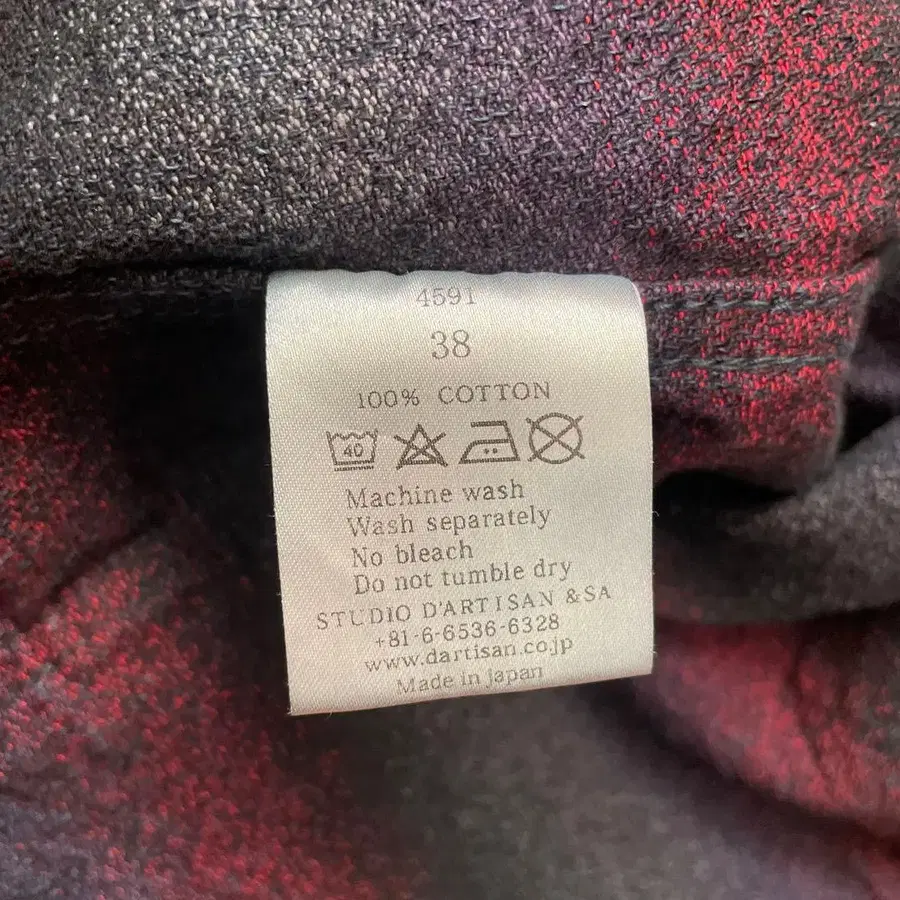 4591
38
100% COTTON
40
Machine wash
Wash separately
No bleach
Do not tumble dry
STUDIO D'ARTISAN &SA
+81-6-6536-6328
www.dartisan.co.jp
Made in japan